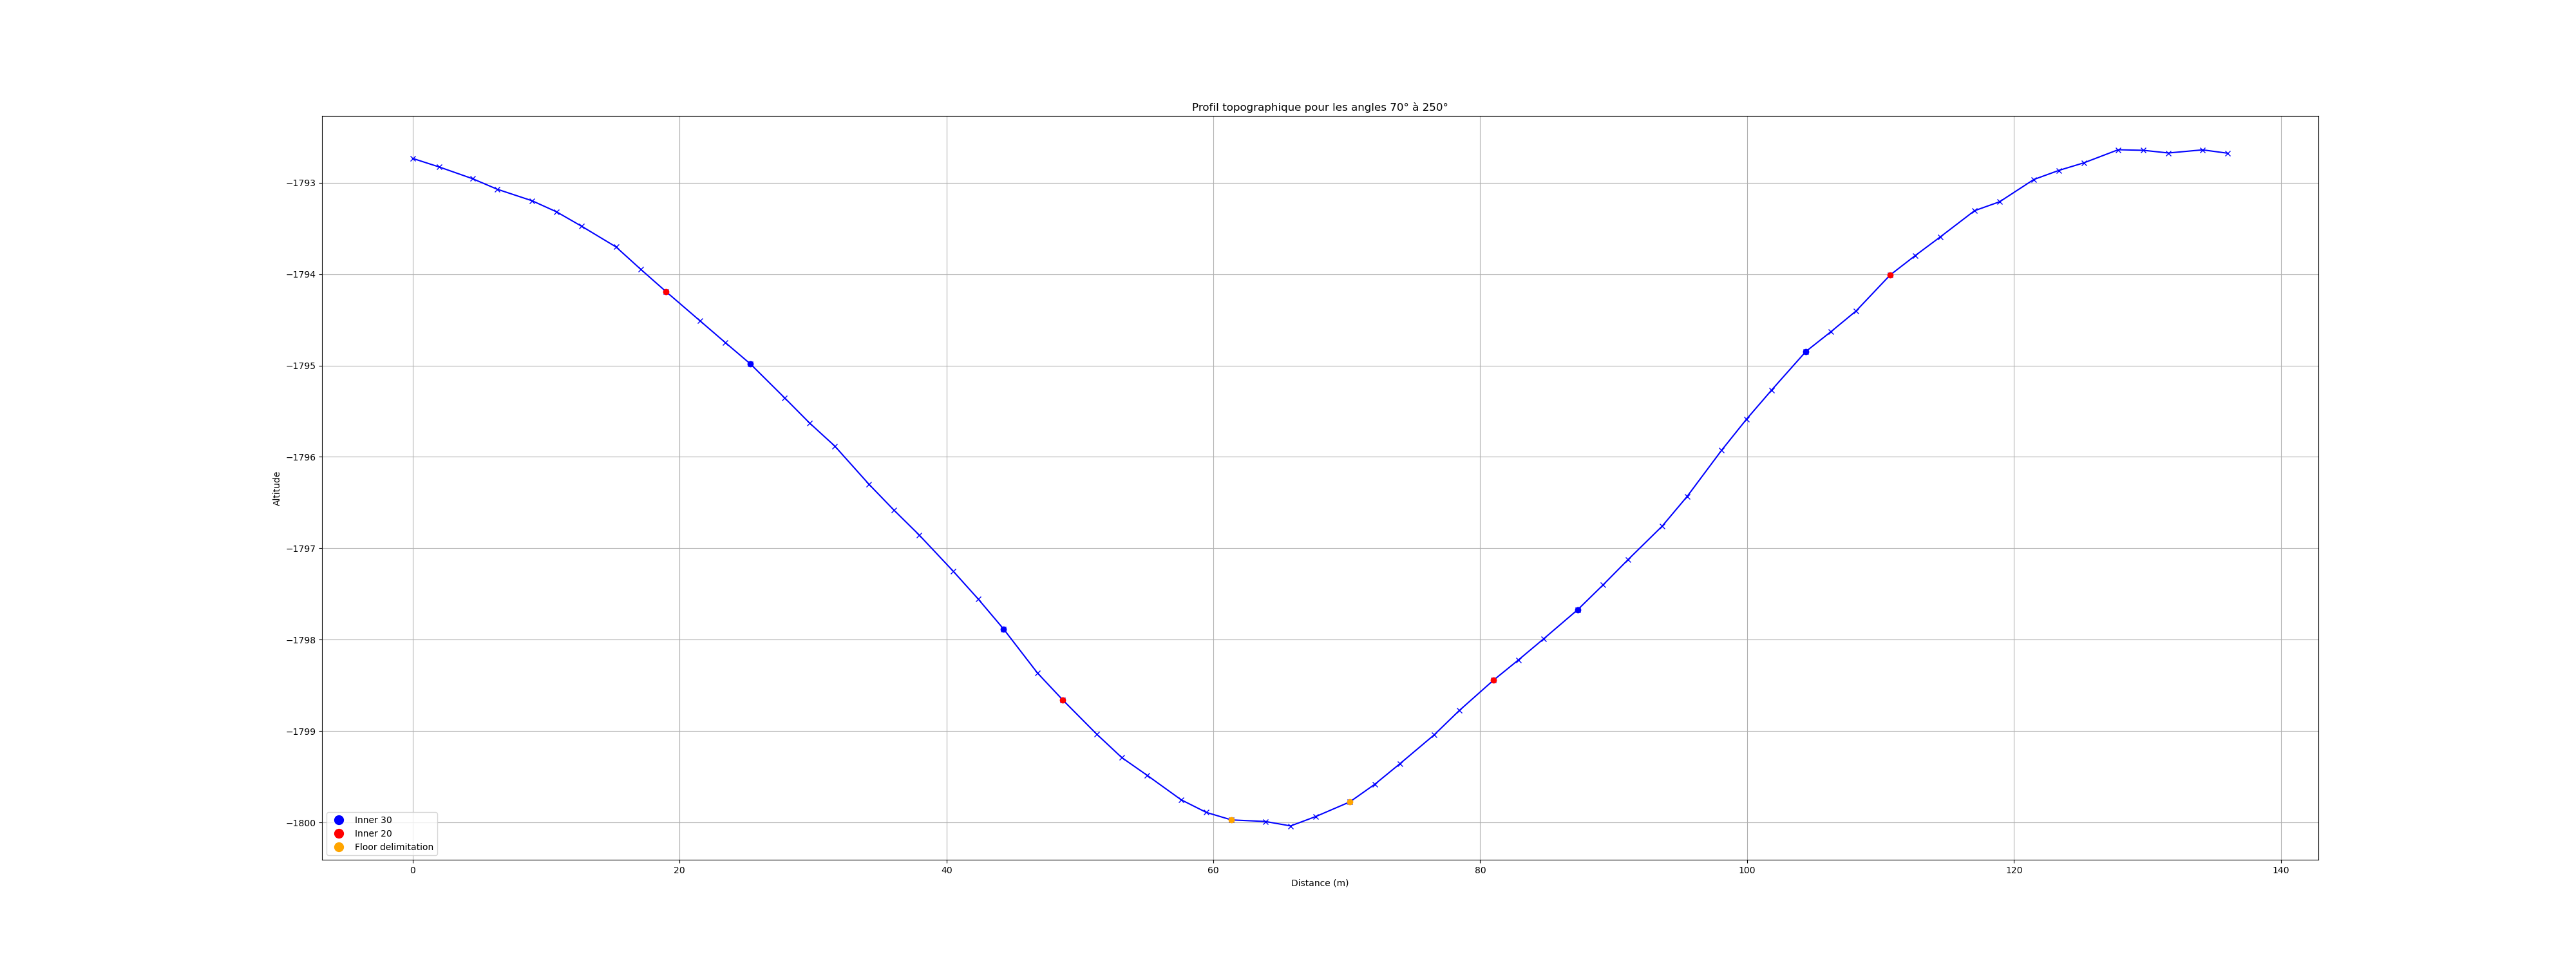 Profil topographique pour les angles 70° à 250°
−1793
−1794
−1795
−1796
−1797
−1798
−1799
−1800
Altitude
Inner 30
Inner 20
Floor delimitation
0 20 40 60 80 100 120 140
Distance (m)